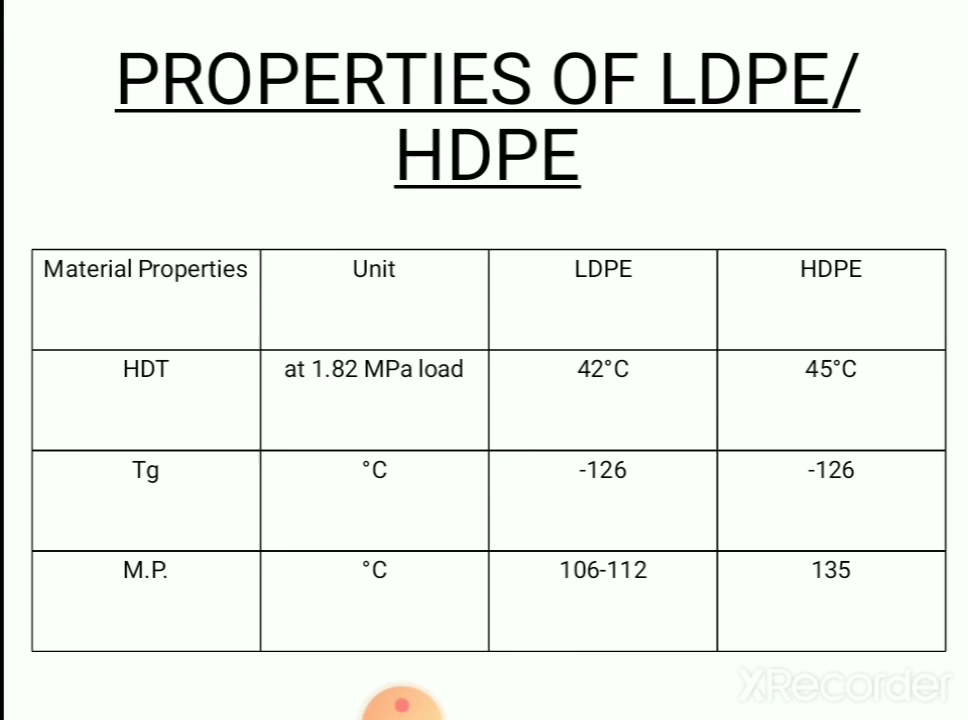 PROPERTIES OF LDPE/
HDPE
Material Properties Unit LDPE HDPE
HDT at 1.82 MPa load 42°C 45°C
Tg °C -126 -126
M.P. °C 106-112 135
XRecorder